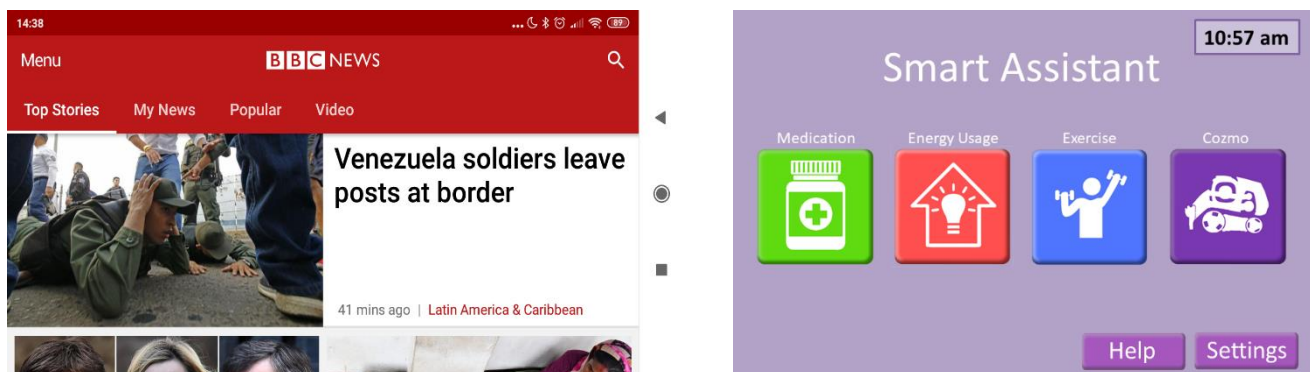 14:38
89
Menu
BBC NEWS
Top Stories My News Popular Video
Venezuela soldiers leave
posts at border
41 mins ago | Latin America & Caribbean
10:57 am
Smart Assistant
Medication Energy Usage Exercise Cozmo
Help Settings